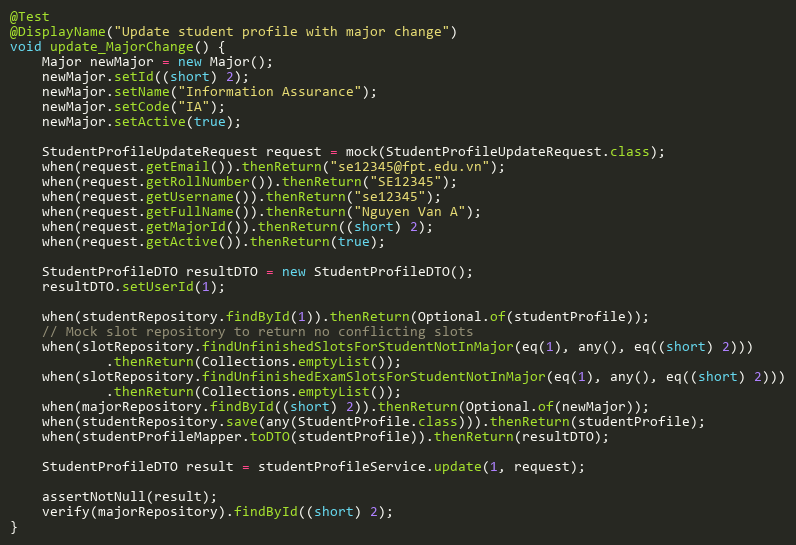 @Test
@DisplayName("Update student profile with major change")
void update_MajorChange() {
    Major newMajor = new Major();
    newMajor.setId((short) 2);
    newMajor.setName("Information Assurance");
    newMajor.setCode("IA");
    newMajor.setActive(true);

    StudentProfileUpdateRequest request = mock(StudentProfileUpdateRequest.class);
    when(request.getEmail()).thenReturn("se12345@fpt.edu.vn");
    when(request.getRollNumber()).thenReturn("SE12345");
    when(request.getUsername()).thenReturn("se12345");
    when(request.getFullName()).thenReturn("Nguyen Van A");
    when(request.getMajorId()).thenReturn((short) 2);
    when(request.getActive()).thenReturn(true);

    StudentProfileDTO resultDTO = new StudentProfileDTO();
    resultDTO.setUserId(1);

    when(studentRepository.findById(1)).thenReturn(Optional.of(studentProfile));
    // Mock slot repository to return no conflicting slots
    when(slotRepository.findUnfinishedSlotsForStudentNotInMajor(eq(1), any(), eq((short) 2)))
            .thenReturn(Collections.emptyList());
    when(slotRepository.findUnfinishedExamSlotsForStudentNotInMajor(eq(1), any(), eq((short) 2)))
            .thenReturn(Collections.emptyList());
    when(majorRepository.findById((short) 2)).thenReturn(Optional.of(newMajor));
    when(studentRepository.save(any(StudentProfile.class))).thenReturn(studentProfile);
    when(studentProfileMapper.toDTO(studentProfile)).thenReturn(resultDTO);

    StudentProfileDTO result = studentProfileService.update(1, request);

    assertNotNull(result);
    verify(majorRepository).findById((short) 2);
}